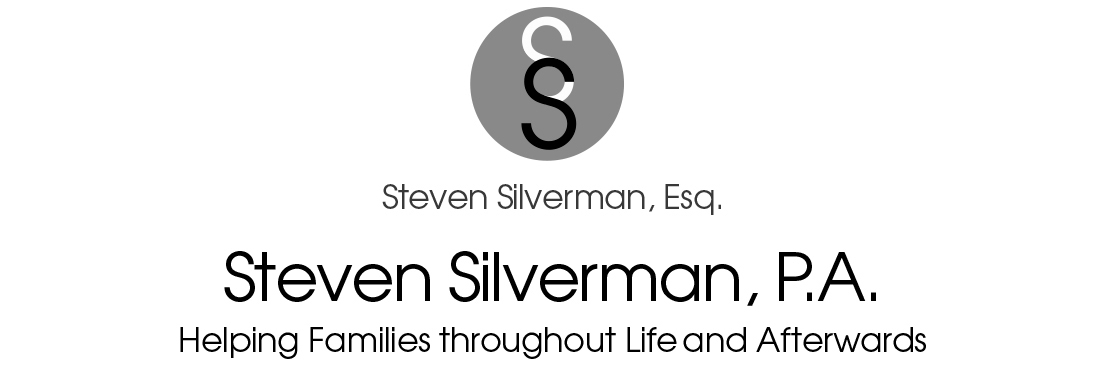 SS
Steven Silverman, Esq.
Steven Silverman, P.A.
Helping Families throughout Life and Afterwards